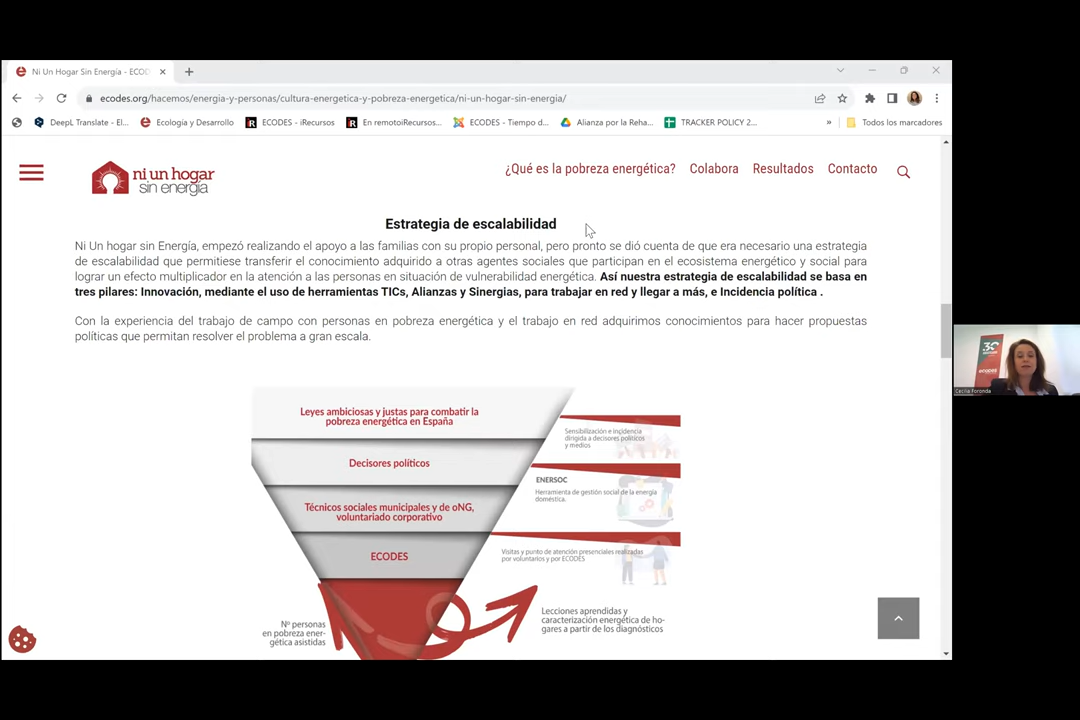 Ni Un Hogar Sin Energía - ECOD
ecodes.org/hacemos/energia-y-personas/cultura-energetica-y-pobreza-energetica/ni-un-hogar-sin-energia/
DeepL Translate - El...
Ecología y Desarrollo
ECODES - iRecursos
En remotoiRecursos...
ECODES - Tiempo d...
Alianza por la Reha...
TRACKER POLICY 2...
»
Todos los marcadores
ni un hogar
sin energía
¿Qué es la pobreza energética?
Colabora
Resultados
Contacto
Estrategia de escalabilidad
Ni Un hogar sin Energía, empezó realizando el apoyo a las familias con su propio personal, pero pronto se dió cuenta de que era necesario una estrategia
de escalabilidad que permitiese transferir el conocimiento adquirido a otras agentes sociales que participan en el ecosistema energético y social para
lograr un efecto multiplicador en la atención a las personas en situación de vulnerabilidad energética. Así nuestra estrategia de escalabilidad se basa en
tres pilares: Innovación, mediante el uso de herramientas TICs, Alianzas y Sinergias, para trabajar en red y llegar a más, e Incidencia política .
Con la experiencia del trabajo de campo con personas en pobreza energética y el trabajo en red adquirimos conocimientos para hacer propuestas
políticas que permitan resolver el problema a gran escala.
Leyes ambiciosas y justas para combatir la
pobreza energética en España
Sensibilización e incidencia
dirigida a decisores políticos
y medios
Decisores políticos
ENERSOC
Herramienta de gestión social de la energía
doméstica.
Técnicos sociales municipales y de oNG,
voluntariado corporativo
ECODES
Visitas y punto de atención presenciales realizadas
por voluntarios y por ECODES
Nº personas
en pobreza ener-
gética asistidas
Lecciones aprendidas y
caracterización energética de ho-
gares a partir de los diagnósticos
30
ECODES
Cecilia Foronda